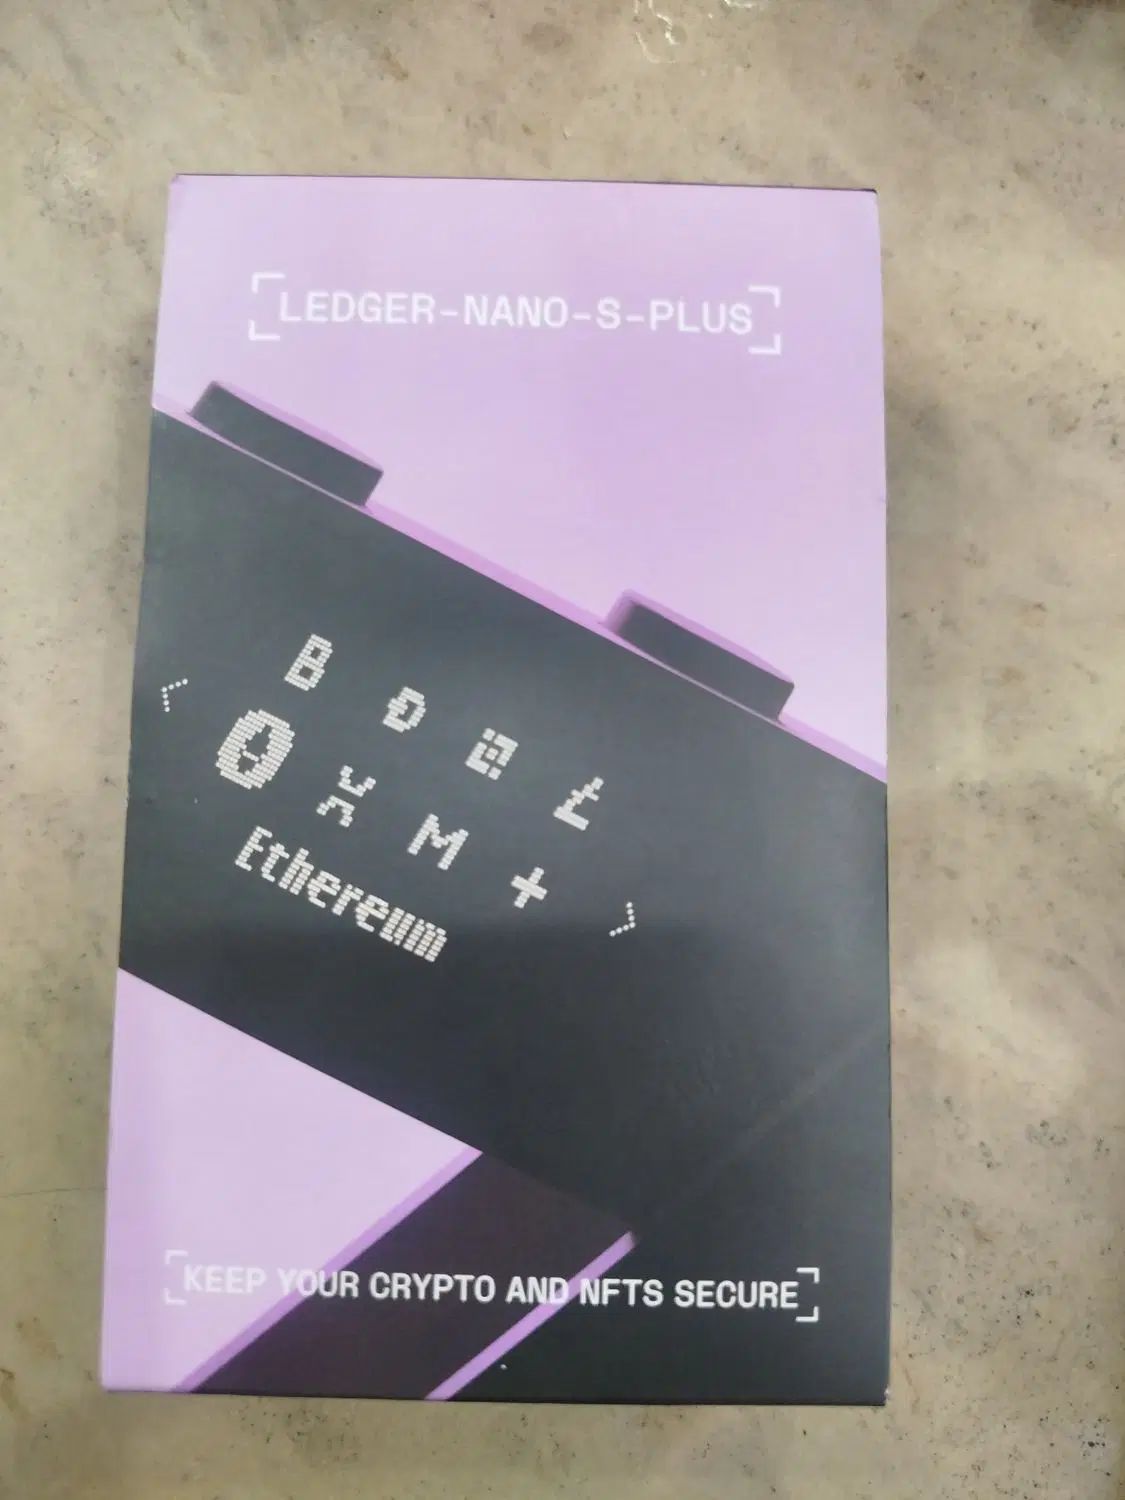 LEDGER-NANO-S-PLUS
Ethereum
KEEP YOUR CRYPTO AND NFTS SECURE